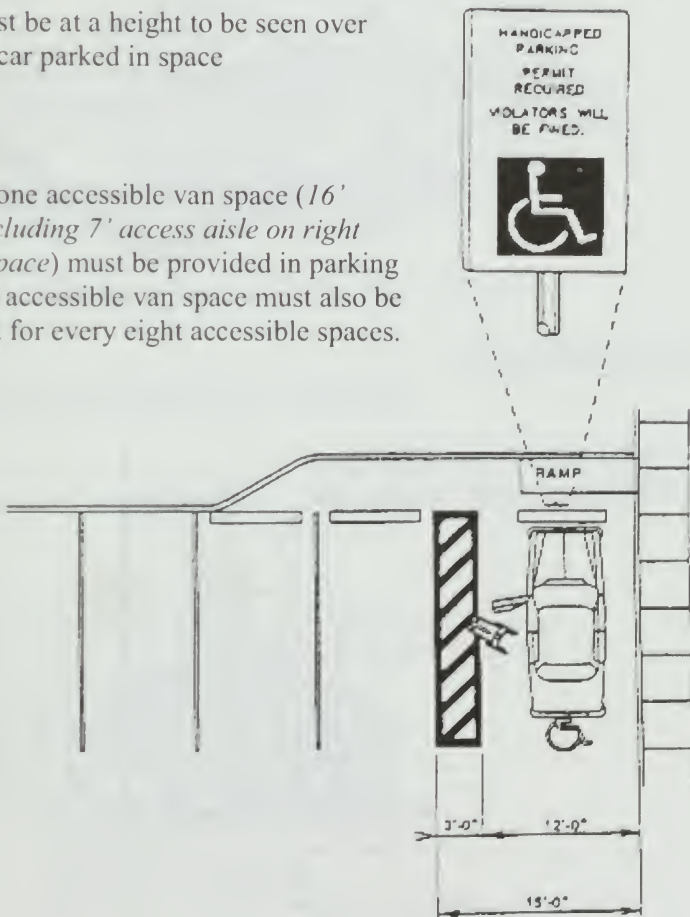 st be at a height to be seen over
car parked in space
one accessible van space (16'
cluding 7' access aisle on right
pace) must be provided in parking
accessible van space must also be
for every eight accessible spaces.
HANDICAPPED
PARKING
PERMIT
REQUIRED
VIOLATORS WILL
BE FINED.
RAMP
3'-0"
12'-0"
15'-0"